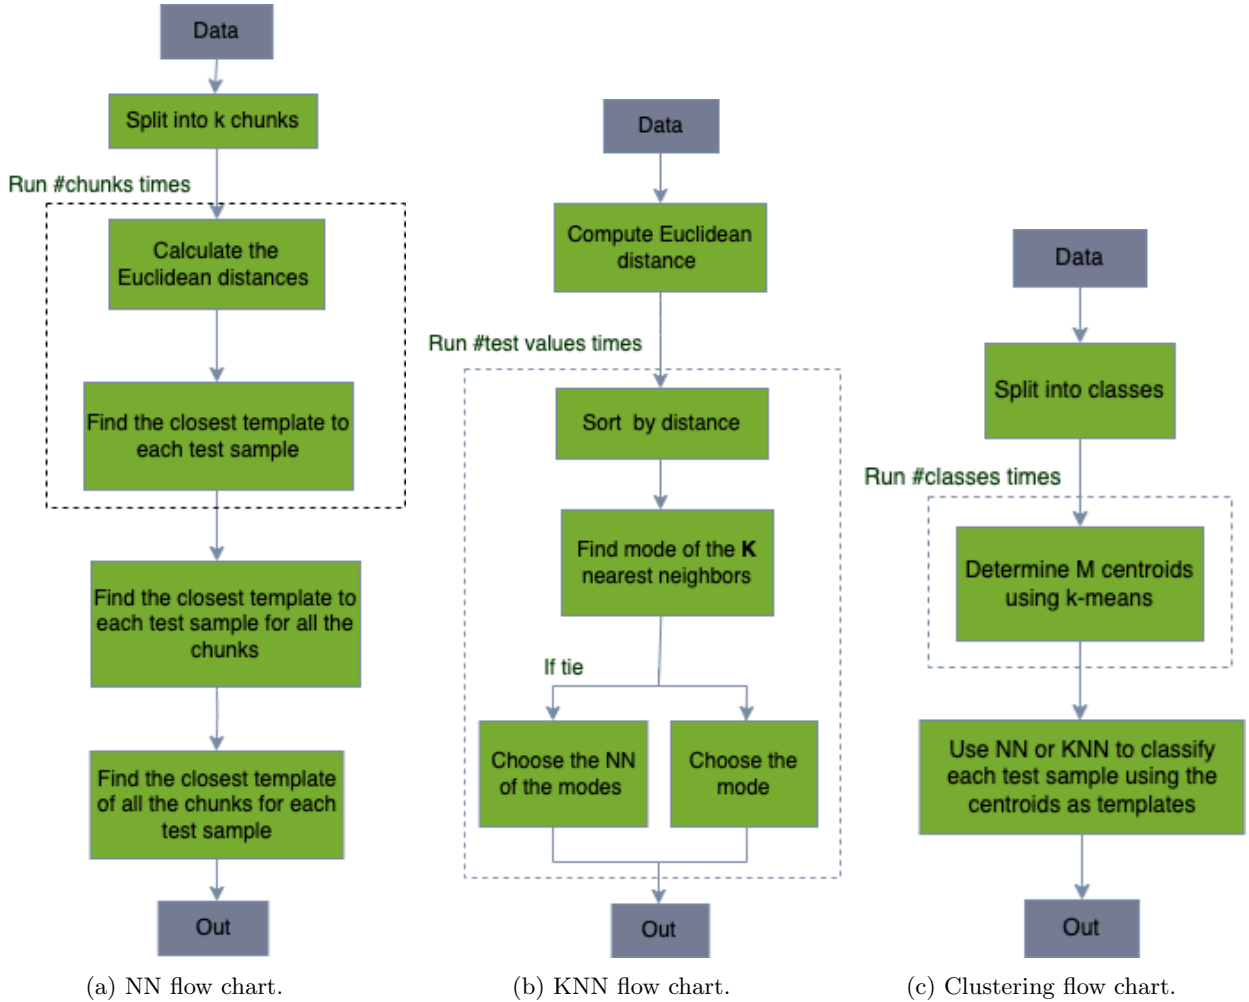 Data
Split into k chunks
Run #chunks times
Calculate the
Euclidean distances
Find the closest template to
each test sample
Find the closest template to
each test sample for all the
chunks
Find the closest template
of all the chunks for each
test sample
Out
(a) NN flow chart.
Data
Compute Euclidean
distance
Run #test values times
Sort by distance
Find mode of the K
nearest neighbors
If tie
Choose the NN
of the modes
Choose the
mode
Out
(b) KNN flow chart.
Data
Split into classes
Run #classes times
Determine M centroids
using k-means
Use NN or KNN to classify
each test sample using the
centroids as templates
Out
(c) Clustering flow chart.